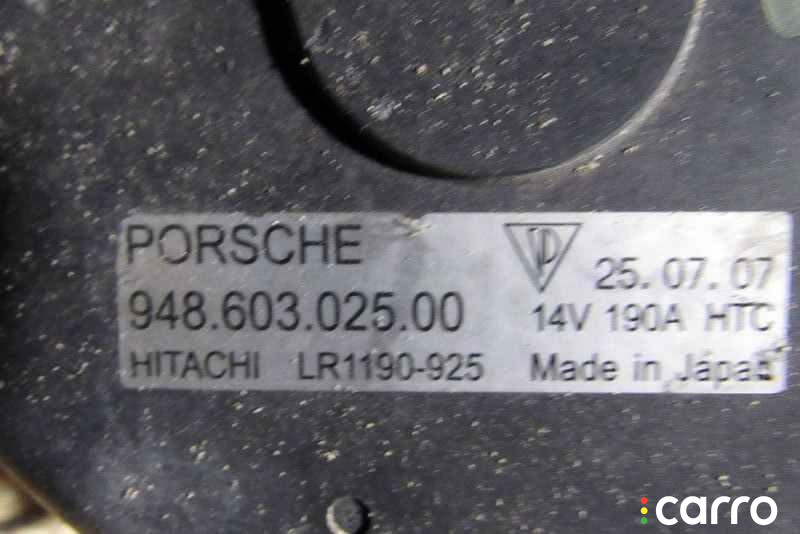 PORSCHE
25.07.07
948.603.025.00
14V 190A HTC
HITACHI LR1190-925 Made in Japan
carro